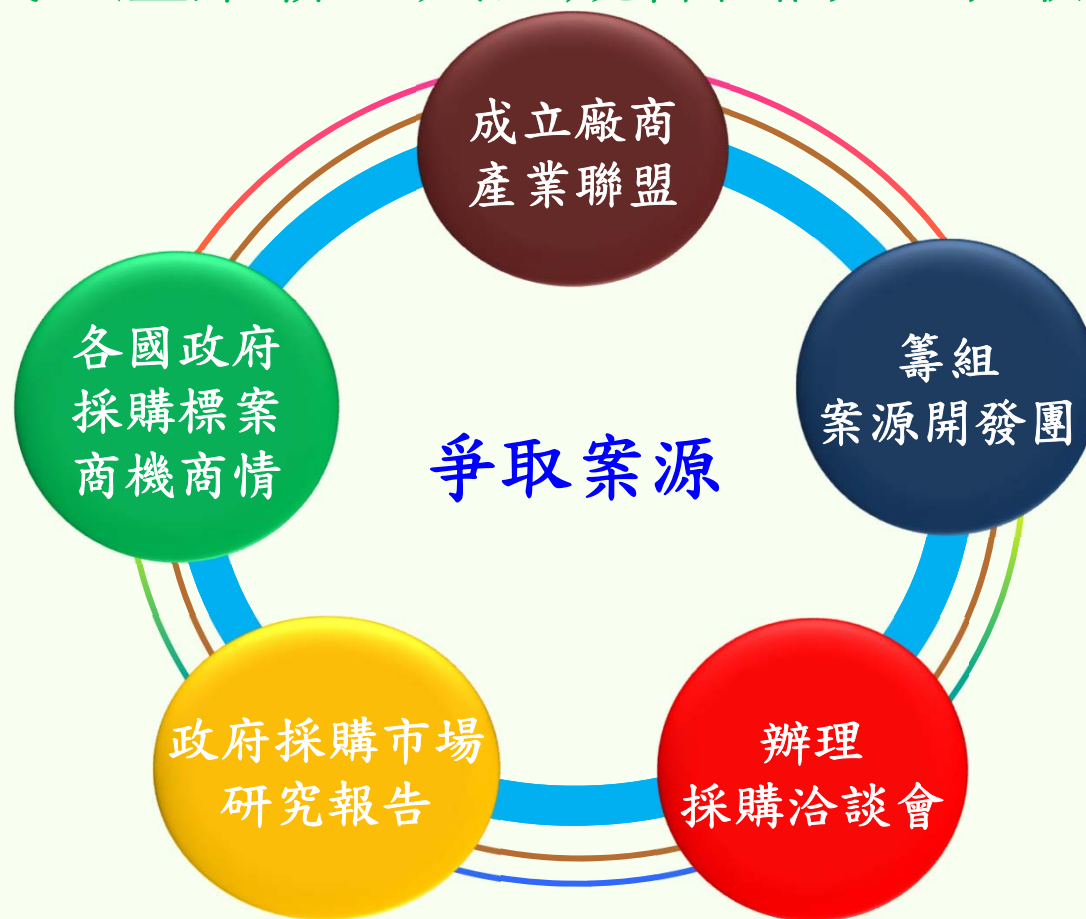 成立廠商
產業聯盟
籌組
案源開發團
辦理
採購洽談會
政府採購市場
研究報告
各國政府
採購標案
商機商情
爭取案源